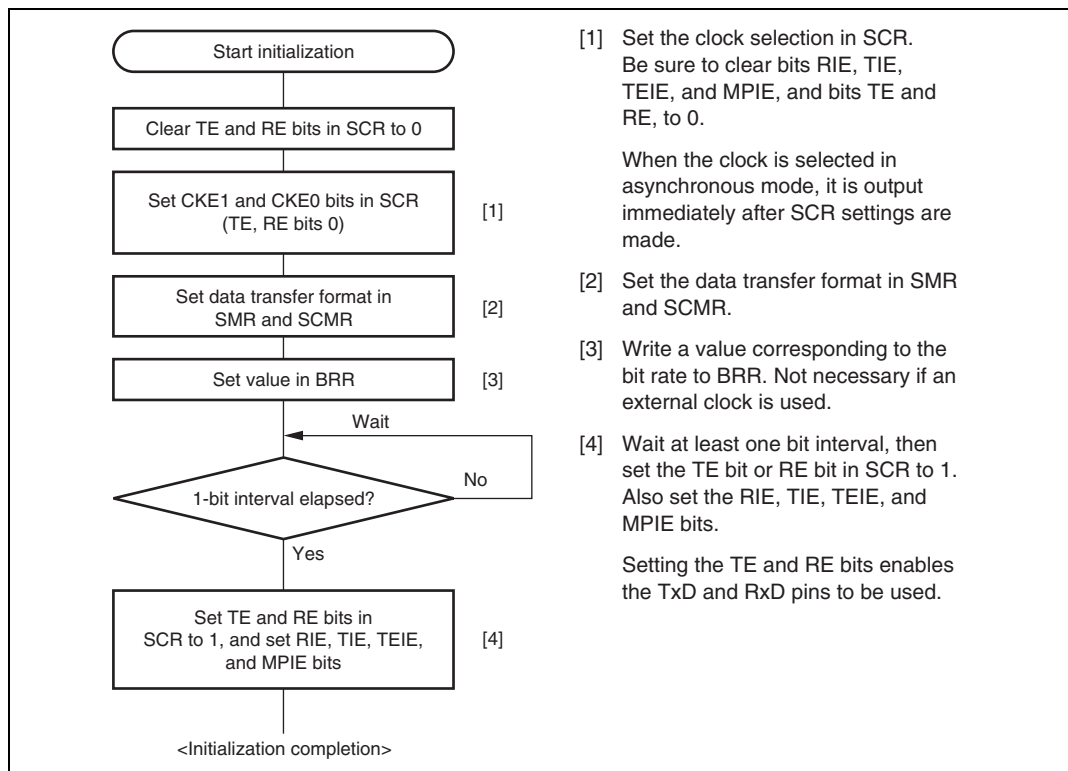 Start initialization
Clear TE and RE bits in SCR to 0
Set CKE1 and CKE0 bits in SCR
(TE, RE bits 0)
[1]
Set data transfer format in
SMR and SCMR
[2]
Set value in BRR
[3]
Wait
1-bit interval elapsed?
No
Yes
Set TE and RE bits in
SCR to 1, and set RIE, TIE, TEIE,
and MPIE bits
[4]
<Initialization completion>
[1] Set the clock selection in SCR.
Be sure to clear bits RIE, TIE,
TEIE, and MPIE, and bits TE and
RE, to 0.
When the clock is selected in
asynchronous mode, it is output
immediately after SCR settings are
made.
[2] Set the data transfer format in SMR
and SCMR.
[3] Write a value corresponding to the
bit rate to BRR. Not necessary if an
external clock is used.
[4] Wait at least one bit interval, then
set the TE bit or RE bit in SCR to 1.
Also set the RIE, TIE, TEIE, and
MPIE bits.
Setting the TE and RE bits enables
the TxD and RxD pins to be used.